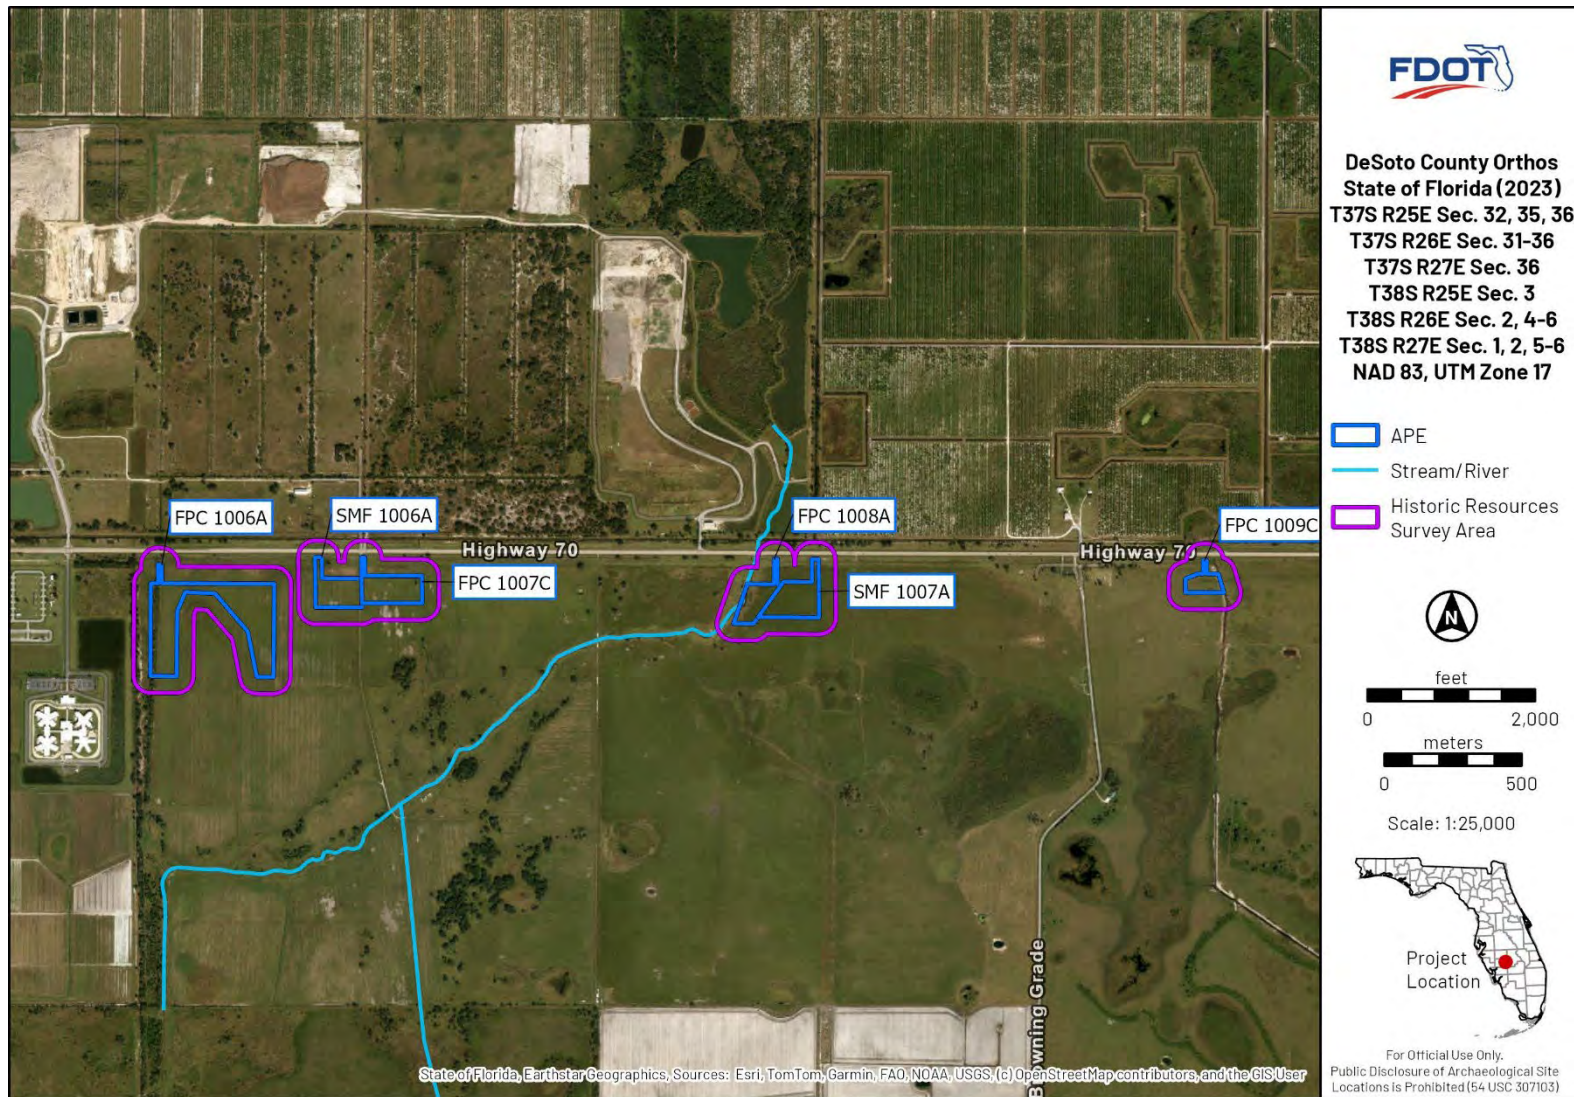 FPC 1006A
SMF 1006A
FPC 1008A
FPC 1009C
Highway 70
Highway 70
FPC 1007C
SMF 1007A
Browning Grade
State of Florida, Earthstar Geographics, Sources: Esri, TomTom, Garmin, FAO, NOAA, USGS, (c) OpenStreetMap contributors, and the GIS User
FDOT
DeSoto County Orthos
State of Florida (2023)
T37S R25E Sec. 32, 35, 36
T37S R26E Sec. 31-36
T37S R27E Sec. 36
T38S R25E Sec. 3
T38S R26E Sec. 2, 4-6
T38S R27E Sec. 1, 2, 5-6
NAD 83, UTM Zone 17
APE
Stream/River
Historic Resources
Survey Area
N
feet
0 2,000
meters
0 500
Scale: 1:25,000
Project
Location
For Official Use Only.
Public Disclosure of Archaeological Site
Locations is Prohibited (54 USC 307103)